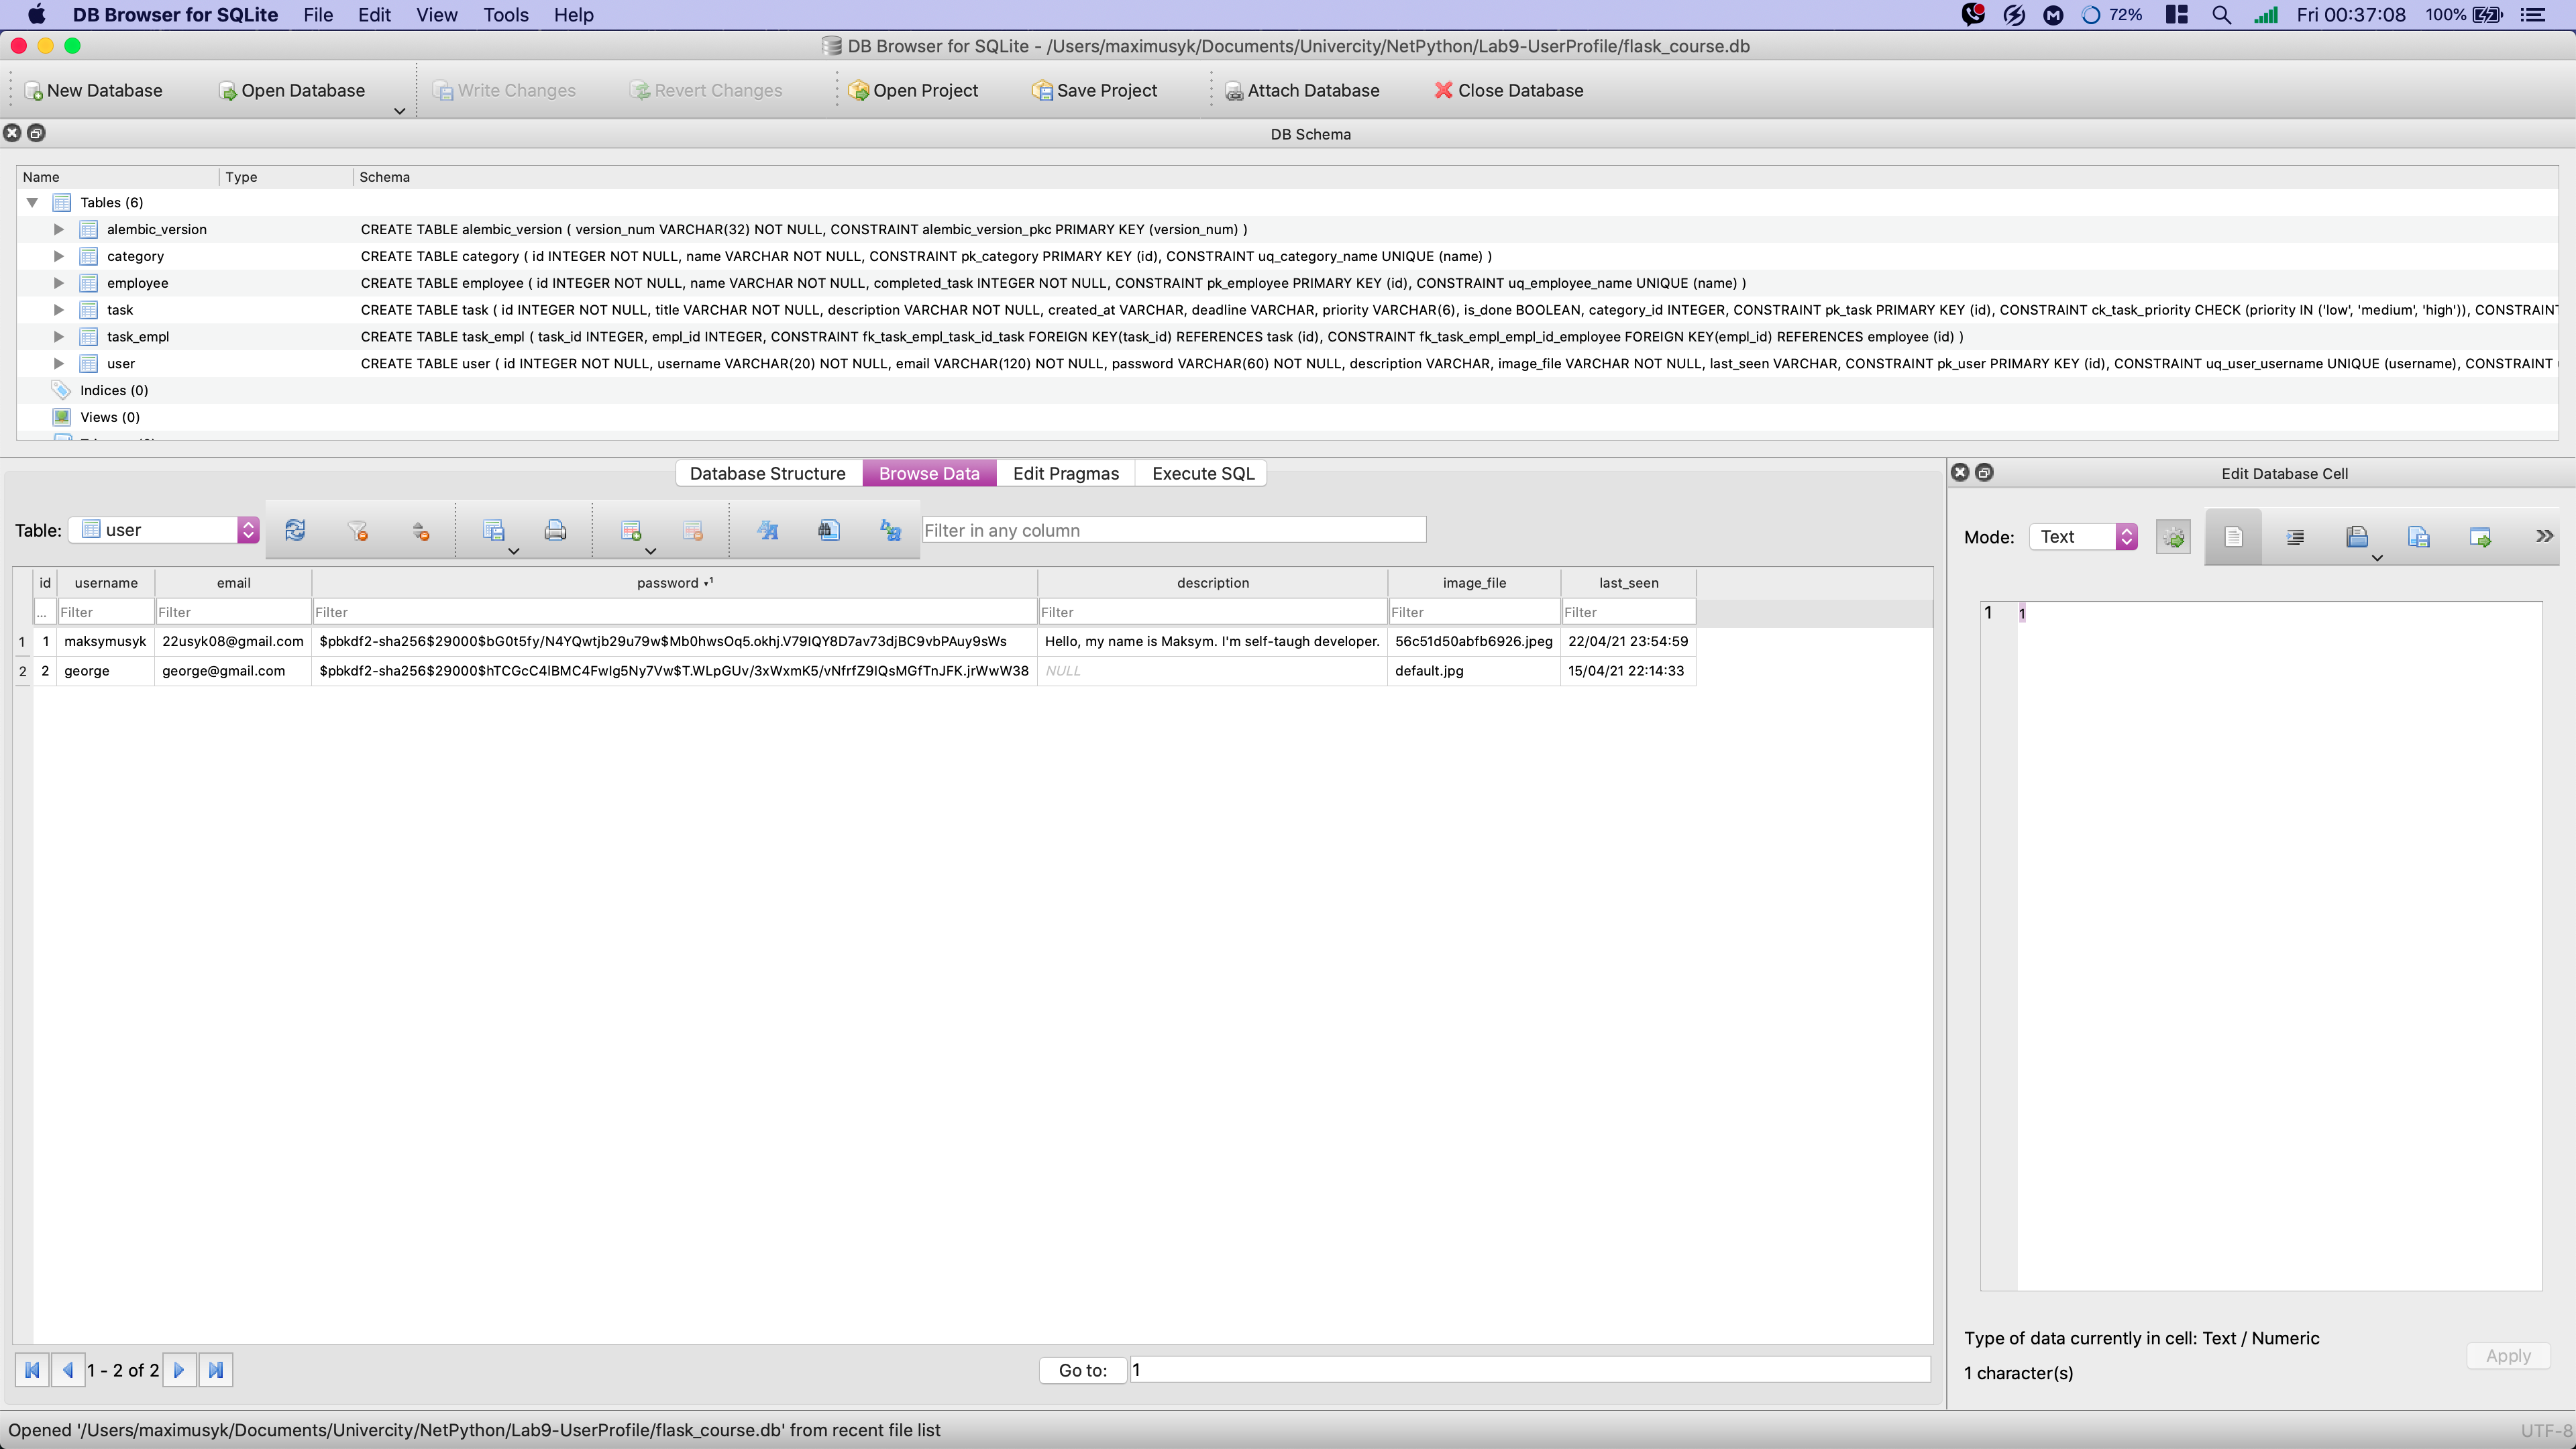 DB Browser for SQLite File Edit View Tools Help 72% Fri 00:37:08 100%
DB Browser for SQLite - /Users/maximusyk/Documents/Univercity/NetPython/Lab9-UserProfile/flask_course.db
New Database Open Database Write Changes Revert Changes Open Project Save Project Attach Database Close Database
DB Schema
Name Type Schema
Tables (6)
alembic_version CREATE TABLE alembic_version ( version_num VARCHAR(32) NOT NULL, CONSTRAINT alembic_version_pkc PRIMARY KEY (version_num) )
category CREATE TABLE category ( id INTEGER NOT NULL, name VARCHAR NOT NULL, CONSTRAINT pk_category PRIMARY KEY (id), CONSTRAINT uq_category_name UNIQUE (name) )
employee CREATE TABLE employee ( id INTEGER NOT NULL, name VARCHAR NOT NULL, completed_task INTEGER NOT NULL, CONSTRAINT pk_employee PRIMARY KEY (id), CONSTRAINT uq_employee_name UNIQUE (name) )
task CREATE TABLE task ( id INTEGER NOT NULL, title VARCHAR NOT NULL, description VARCHAR NOT NULL, created_at VARCHAR, deadline VARCHAR, priority VARCHAR(6), is_done BOOLEAN, category_id INTEGER, CONSTRAINT pk_task PRIMARY KEY (id), CONSTRAINT ck_task_priority CHECK (priority IN ('low', 'medium', 'high')), CONSTRAINT
task_empl CREATE TABLE task_empl ( task_id INTEGER, empl_id INTEGER, CONSTRAINT fk_task_empl_task_id_task FOREIGN KEY(task_id) REFERENCES task (id), CONSTRAINT fk_task_empl_empl_id_employee FOREIGN KEY(empl_id) REFERENCES employee (id) )
user CREATE TABLE user ( id INTEGER NOT NULL, username VARCHAR(20) NOT NULL, email VARCHAR(120) NOT NULL, password VARCHAR(60) NOT NULL, description VARCHAR, image_file VARCHAR NOT NULL, last_seen VARCHAR, CONSTRAINT pk_user PRIMARY KEY (id), CONSTRAINT uq_user_username UNIQUE (username), CONSTRAINT
Indices (0)
Views (0)
Database Structure Browse Data Edit Pragmas Execute SQL
Edit Database Cell
Table: user Filter in any column
Mode: Text
id username email password 1 description image_file last_seen
... Filter Filter Filter Filter Filter Filter
1 1 maksymusyk 22usyk08@gmail.com $pbkdf2-sha256$29000$bG0t5fy/N4YQwtjb29u79w$Mb0hwsOq5.okhj.V79IQY8D7av73djBC9vbPAuy9sWs Hello, my name is Maksym. I'm self-taugh developer. 56c51d50abfb6926.jpeg 22/04/21 23:54:59
2 2 george george@gmail.com $pbkdf2-sha256$29000$hTCGcC4lBMC4FwIg5Ny7Vw$T.WLpGUv/3xWxmK5/vNfrfZ9IQsMGfTnJFK.jrWwW38 NULL default.jpg 15/04/21 22:14:33
1 1
1 - 2 of 2 Go to: 1
Type of data currently in cell: Text / Numeric
1 character(s)
Apply
Opened '/Users/maximusyk/Documents/Univercity/NetPython/Lab9-UserProfile/flask_course.db' from recent file list
UTF-8